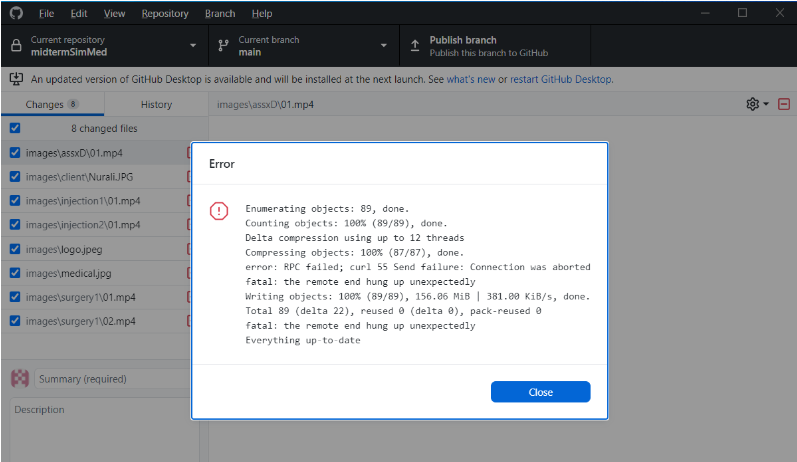 File Edit View Repository Branch Help
Current repository
midtermSimMed
Current branch
main
Publish branch
Publish this branch to GitHub
An updated version of GitHub Desktop is available and will be installed at the next launch. See what's new or restart GitHub Desktop.
Changes 8
History
images\assxD\01.mp4
8 changed files
images\assxD\01.mp4
images\client\Nurali.JPG
images\injection1\01.mp4
images\injection2\01.mp4
images\logo.jpeg
images\medical.jpg
images\surgery1\01.mp4
images\surgery1\02.mp4
Summary (required)
Description
Error
Enumerating objects: 89, done.
Counting objects: 100% (89/89), done.
Delta compression using up to 12 threads
Compressing objects: 100% (87/87), done.
error: RPC failed; curl 55 Send failure: Connection was aborted
fatal: the remote end hung up unexpectedly
Writing objects: 100% (89/89), 156.06 MiB | 381.00 KiB/s, done.
Total 89 (delta 22), reused 0 (delta 0), pack-reused 0
fatal: the remote end hung up unexpectedly
Everything up-to-date
Close